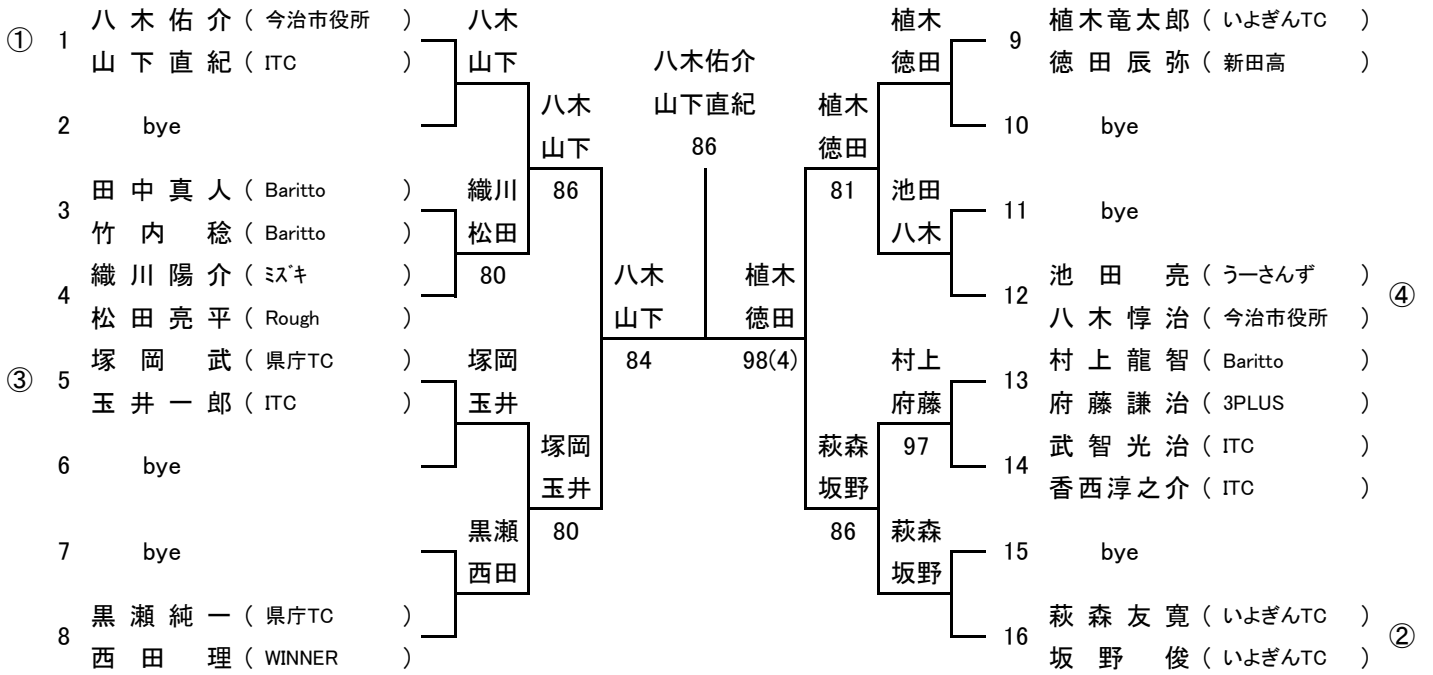 八木佑介(今治市役所) 八木 植木 植木竜太郎(いよぎんTC)
① 1 9
山下直紀(ITC) 山下 八木佑介 徳田 徳田辰弥(新田高)
八木 山下直紀 植木
2 bye 10 bye
山下 86 徳田
田中真人(Baritto) 織川 86 81 池田
3 11 bye
竹内稔(Baritto) 松田 八木
織川陽介(ミズキ) 80 八木 植木 池田亮(うーさんず)
4 12 ④
松田亮平(Rough) 山下 徳田 八木惇治(今治市役所)
塚岡武(県庁TC) 塚岡 84 98(4) 村上 村上龍智(Baritto)
③ 5 13
玉井一郎(ITC) 玉井 府藤 府藤謙治(3PLUS)
塚岡 萩森 97 武智光治(ITC)
6 bye 14
玉井 坂野 香西淳之介(ITC)
黒瀬 80 86 萩森
7 bye 15 bye
西田 坂野
黒瀬純一(県庁TC) 萩森友寛(いよぎんTC)
8 16 ②
西田理(WINNER) 坂野俊(いよぎんTC)